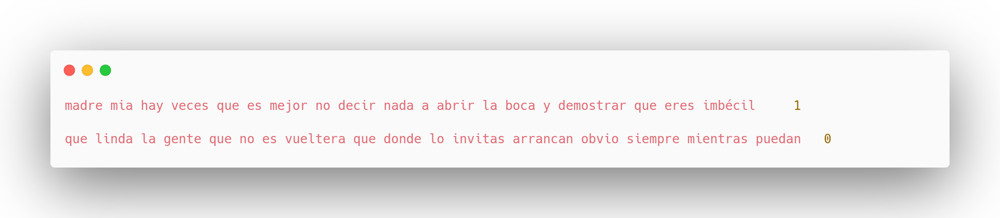 madre mia hay veces que es mejor no decir nada a abrir la boca y demostrar que eres imbécil 1
que linda la gente que no es vueltera que donde lo invitas arrancan obvio siempre mientras puedan 0